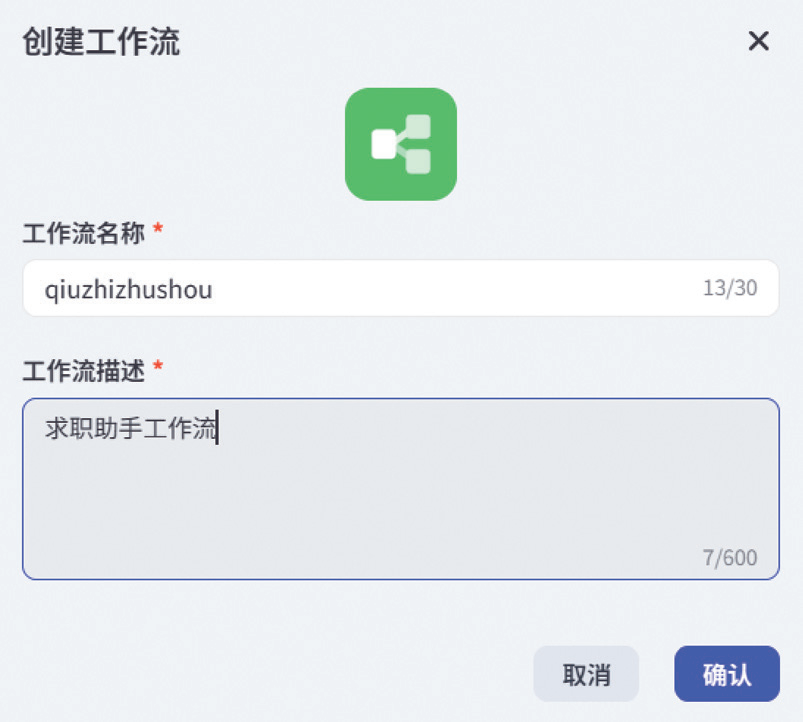 创建工作流
工作流名称 *
qiuzhizhushou 13/30
工作流描述 *
求职助手工作流
7/600
取消 确认